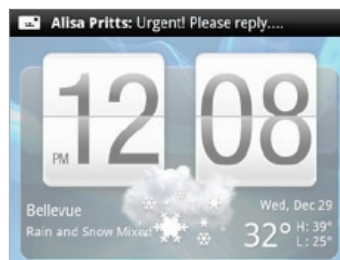 Alisa Pritts: Urgent! Please reply....
12 08
PM
Bellevue
Wed, Dec 29
Rain and Snow Mixed
32° H: 39°
L: 25°